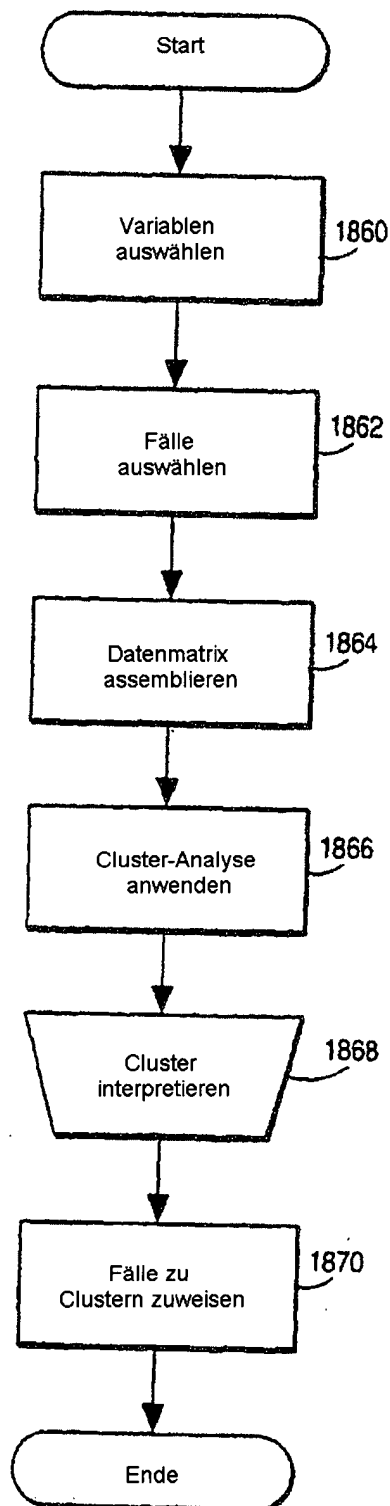 Start
Variablen
auswählen
1860
Fälle
auswählen
1862
Datenmatrix
assemblieren
1864
Cluster-Analyse
anwenden
1866
Cluster
interpretieren
1868
Fälle zu
Clustern zuweisen
1870
Ende